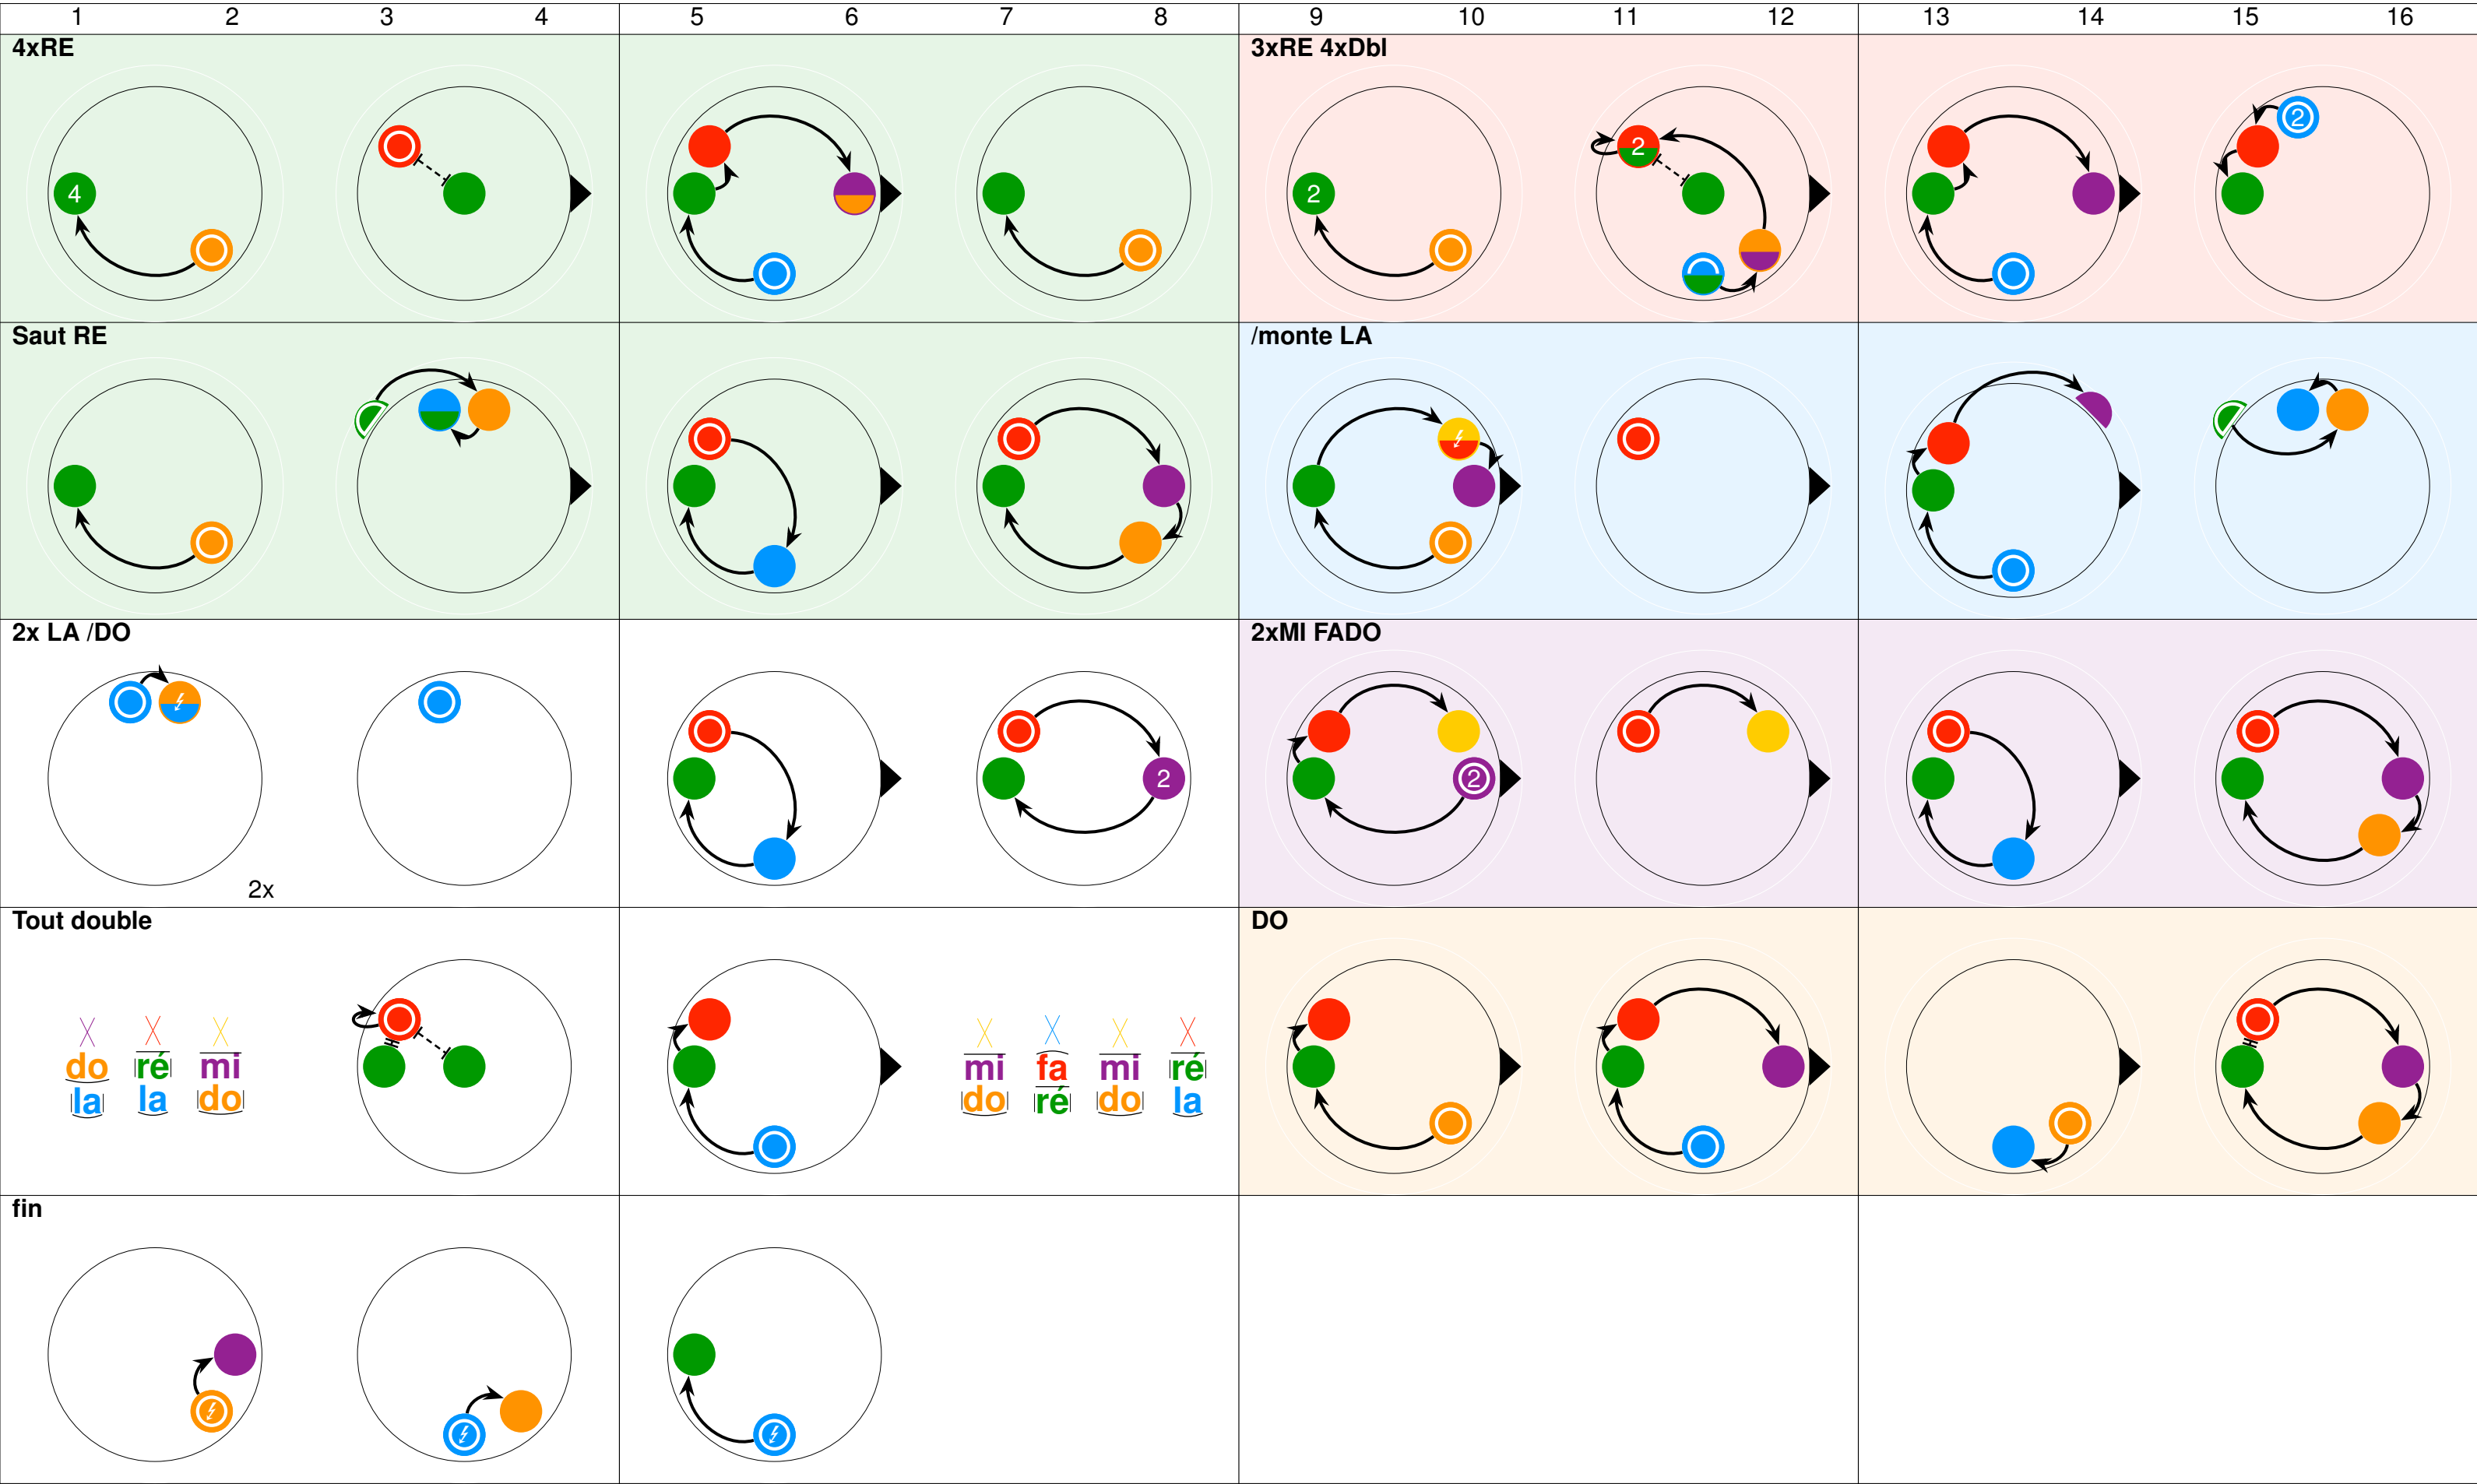 1 2 3 4 5 6 7 8 9 10 11 12 13 14 15 16
4xRE 3xRE 4xDbl
4 2 2 2
Saut RE /monte LA
2x LA /DO 2xMI FADO
2 2
2x
Tout double DO
do ré mi mi fa mi ré
la la do do ré do la
fin